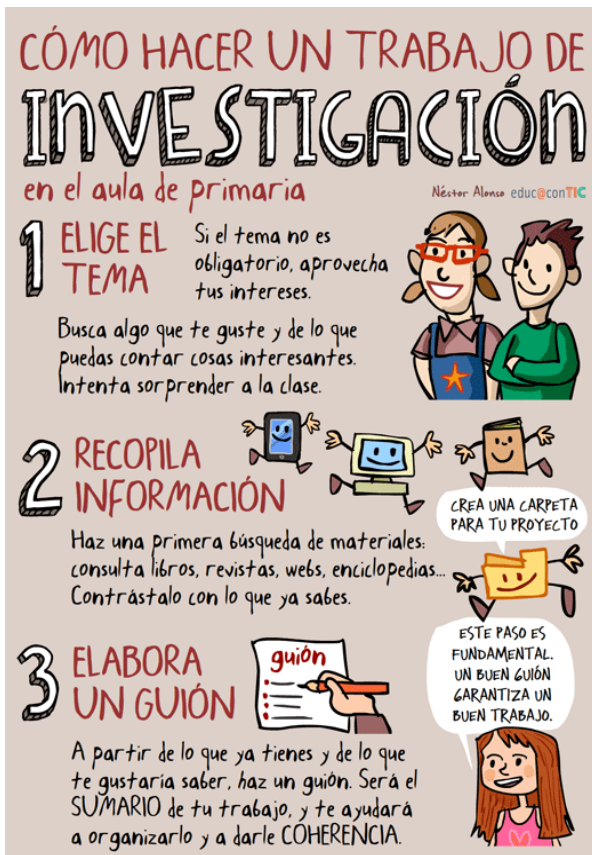 CÓMO HACER UN TRABAJO DE
INVESTIGACIÓN
en el aula de primaria
Néstor Alonso educ@conTIC
1 ELIGE EL
TEMA
Si el tema no es
obligatorio, aprovecha
tus intereses.
Busca algo que te guste y de lo que
puedas contar cosas interesantes.
Intenta sorprender a la clase.
2 RECOPILA
INFORMACIÓN
Haz una primera búsqueda de materiales:
consulta libros, revistas, webs, enciclopedias...
Contrástalo con lo que ya sabes.
CREA UNA CARPETA
PARA TU PROYECTO
3 ELABORA
UN GUIÓN
guión
A partir de lo que ya tienes y de lo que
te gustaría saber, haz un guión. Será el
SUMARIO de tu trabajo, y te ayudará
a organizarlo y a darle COHERENCIA.
ESTE PASO ES
FUNDAMENTAL.
UN BUEN GUIÓN
GARANTIZA UN
BUEN TRABAJO.